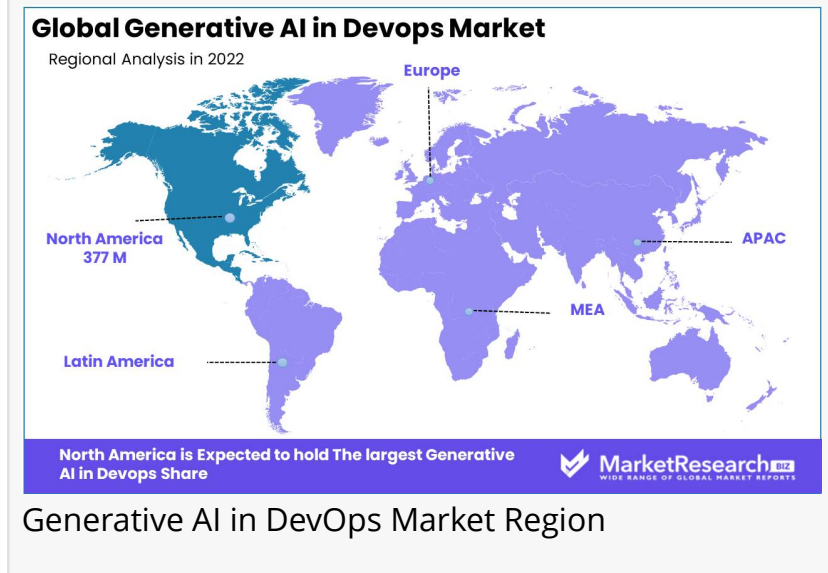 Global Generative AI in Devops Market
Regional Analysis in 2022
Europe
North America
377 M
APAC
MEA
Latin America
North America is Expected to hold The largest Generative
AI in Devops Share
MarketResearch BIZ
WIDE RANGE OF GLOBAL MARKET REPORTS
Generative AI in DevOps Market Region